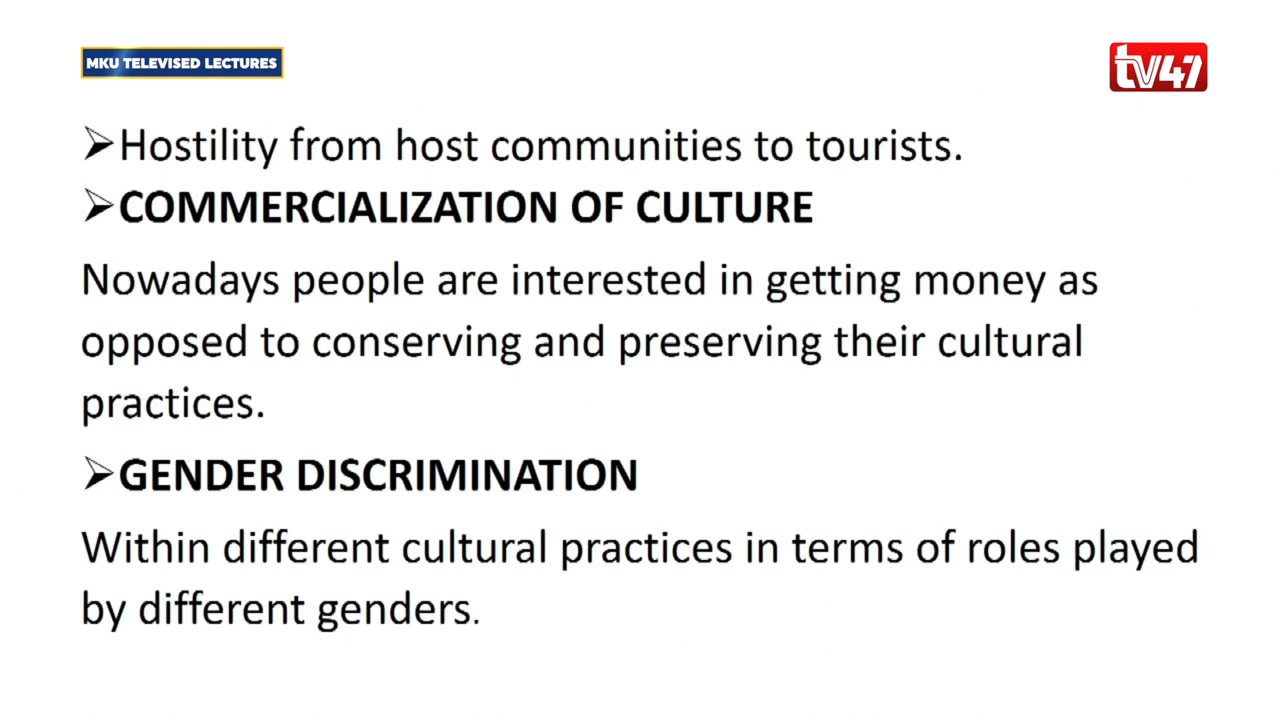 MKU TELEVISED LECTURES
tv47
➢Hostility from host communities to tourists.
➢COMMERCIALIZATION OF CULTURE
Nowadays people are interested in getting money as
opposed to conserving and preserving their cultural
practices.
➢GENDER DISCRIMINATION
Within different cultural practices in terms of roles played
by different genders.